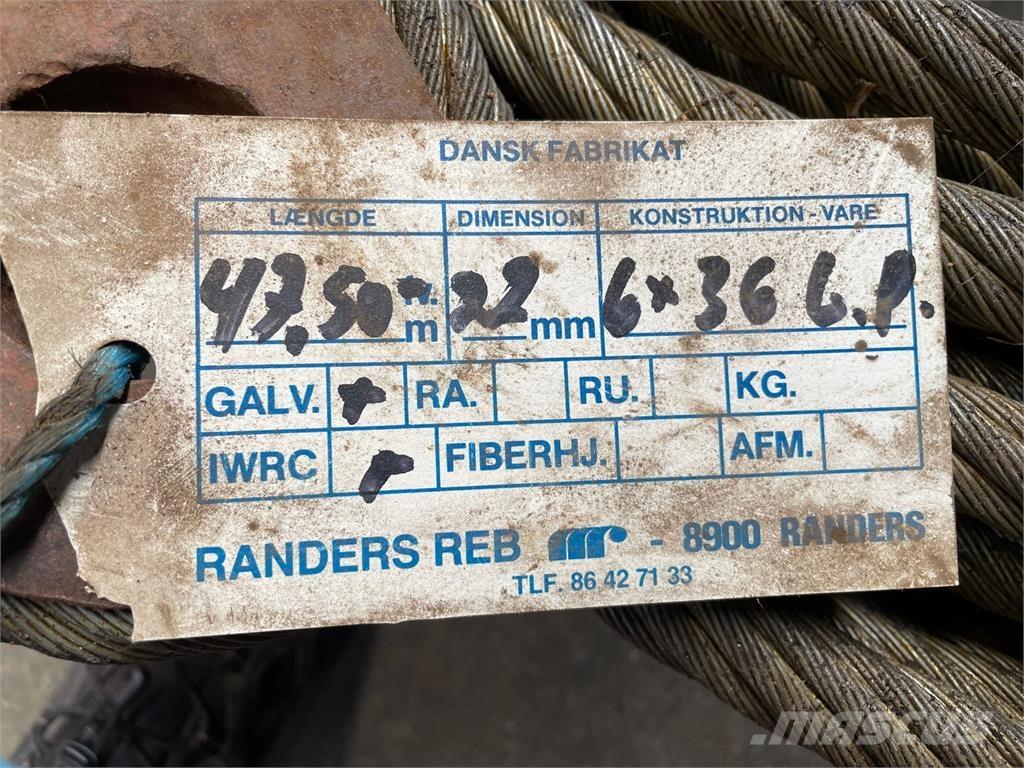 DANSK FABRIKAT
LÆNGDE DIMENSION KONSTRUKTION - VARE
47,50 m 22 mm 6x36 G.P.
GALV. RA. RU. KG.
IWRC FIBERHJ. AFM.
RANDERS REB - 8900 RANDERS
TLF. 86 42 71 33
MASCUS